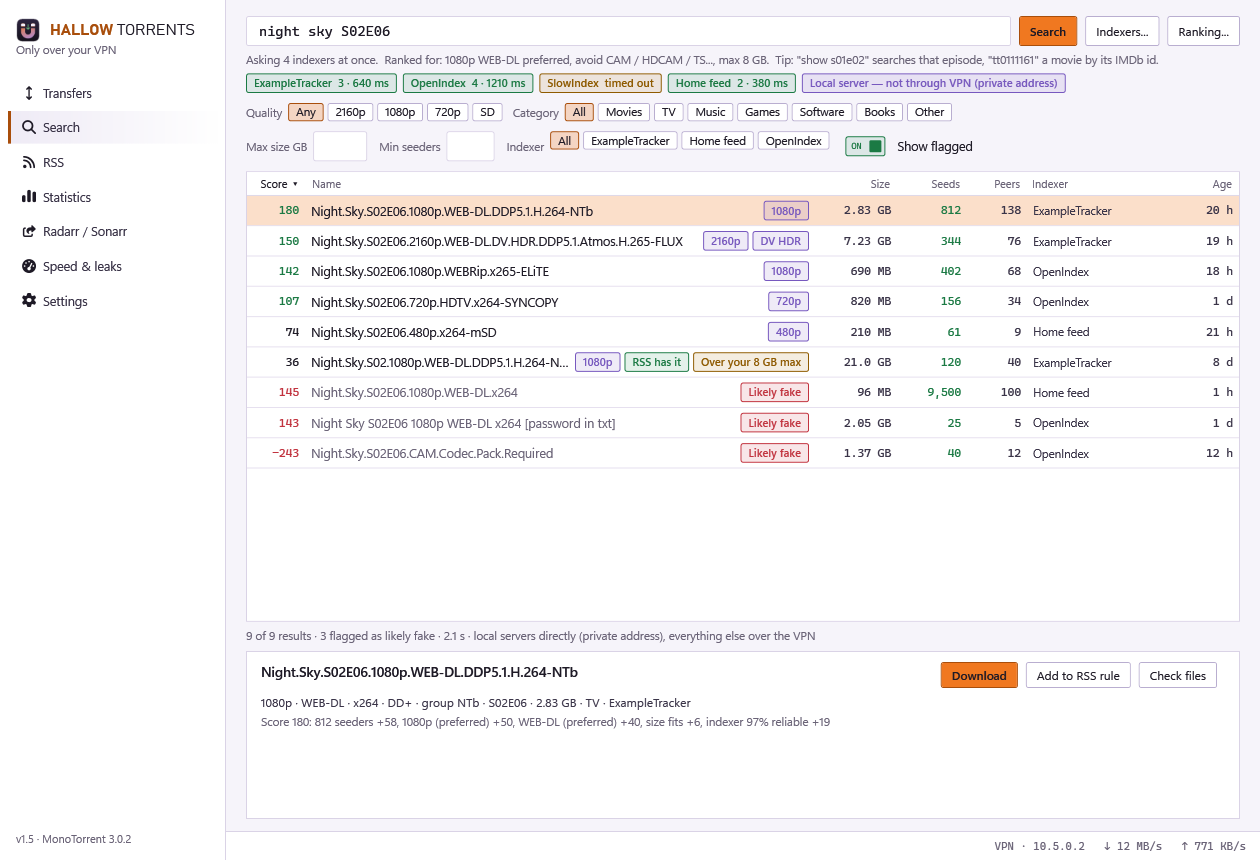 HALLOW TORRENTS
Only over your VPN
Transfers
Search
RSS
Statistics
Radarr / Sonarr
Speed & leaks
Settings
v1.5 · MonoTorrent 3.0.2
night sky S02E06
Search
Indexers...
Ranking...
Asking 4 indexers at once. Ranked for: 1080p WEB-DL preferred, avoid CAM / HDCAM / TS..., max 8 GB. Tip: "show s01e02" searches that episode, "tt0111161" a movie by its IMDb id.
ExampleTracker 3 · 640 ms
OpenIndex 4 · 1210 ms
SlowIndex timed out
Home feed 2 · 380 ms
Local server — not through VPN (private address)
Quality Any 2160p 1080p 720p SD Category All Movies TV Music Games Software Books Other
Max size GB Min seeders Indexer All ExampleTracker Home feed OpenIndex ON Show flagged
Score ▾ Name Size Seeds Peers Indexer Age
180 Night.Sky.S02E06.1080p.WEB-DL.DDP5.1.H.264-NTb 1080p 2.83 GB 812 138 ExampleTracker 20 h
150 Night.Sky.S02E06.2160p.WEB-DL.DV.HDR.DDP5.1.Atmos.H.265-FLUX 2160p DV HDR 7.23 GB 344 76 ExampleTracker 19 h
142 Night.Sky.S02E06.1080p.WEBRip.x265-ELiTE 1080p 690 MB 402 68 OpenIndex 18 h
107 Night.Sky.S02E06.720p.HDTV.x264-SYNCOPY 720p 820 MB 156 34 OpenIndex 1 d
74 Night.Sky.S02E06.480p.x264-mSD 480p 210 MB 61 9 Home feed 21 h
36 Night.Sky.S02.1080p.WEB-DL.DDP5.1.H.264-N... 1080p RSS has it Over your 8 GB max 21.0 GB 120 40 ExampleTracker 8 d
145 Night.Sky.S02E06.1080p.WEB-DL.x264 Likely fake 96 MB 9,500 100 Home feed 1 h
143 Night Sky S02E06 1080p WEB-DL x264 [password in txt] Likely fake 2.05 GB 25 5 OpenIndex 1 d
−243 Night.Sky.S02E06.CAM.Codec.Pack.Required Likely fake 1.37 GB 40 12 OpenIndex 12 h
9 of 9 results · 3 flagged as likely fake · 2.1 s · local servers directly (private address), everything else over the VPN
Night.Sky.S02E06.1080p.WEB-DL.DDP5.1.H.264-NTb
Download
Add to RSS rule
Check files
1080p · WEB-DL · x264 · DD+ · group NTb · S02E06 · 2.83 GB · TV · ExampleTracker
Score 180: 812 seeders +58, 1080p (preferred) +50, WEB-DL (preferred) +40, size fits +6, indexer 97% reliable +19
VPN · 10.5.0.2 ↓ 12 MB/s ↑ 771 KB/s